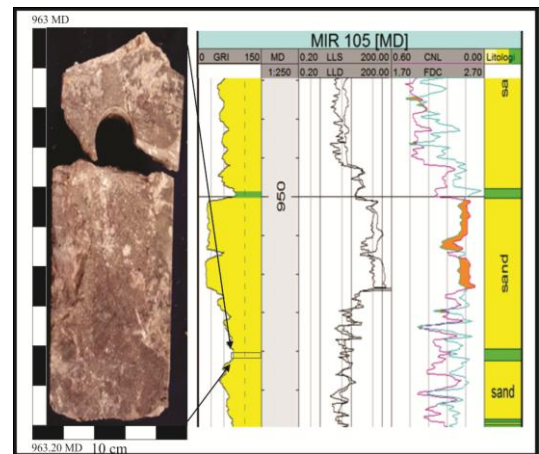 963 MD
MIR 105 [MD]
0 GRI 150 MD 0.20 LLS 200.00 0.60 CNL 0.00 Litologi
1:250 0.20 LLD 200.00 1.70 FDC 2.70
sa
950
sand
sand
963.20 MD 10 cm